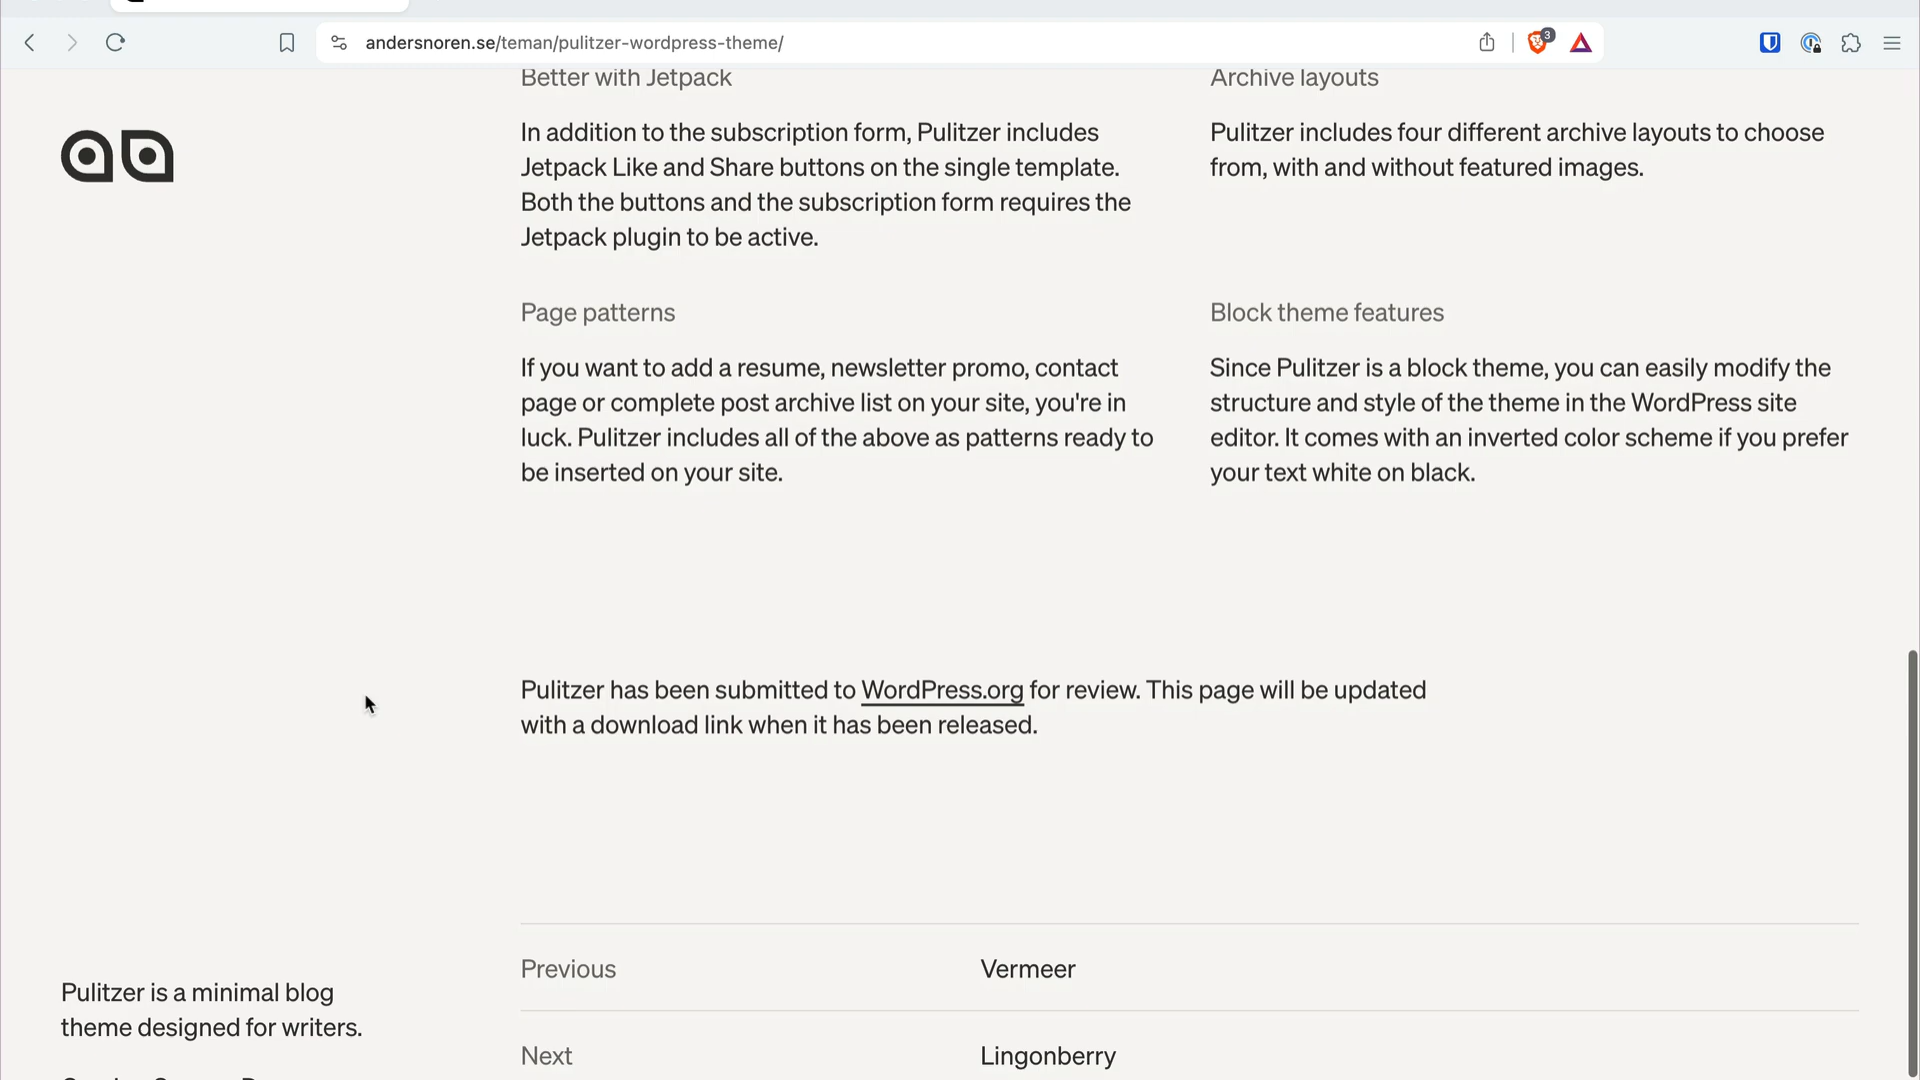 andersnoren.se/teman/pulitzer-wordpress-theme/
3
Better with Jetpack
In addition to the subscription form, Pulitzer includes
Jetpack Like and Share buttons on the single template.
Both the buttons and the subscription form requires the
Jetpack plugin to be active.
Archive layouts
Pulitzer includes four different archive layouts to choose
from, with and without featured images.
Page patterns
If you want to add a resume, newsletter promo, contact
page or complete post archive list on your site, you're in
luck. Pulitzer includes all of the above as patterns ready to
be inserted on your site.
Block theme features
Since Pulitzer is a block theme, you can easily modify the
structure and style of the theme in the WordPress site
editor. It comes with an inverted color scheme if you prefer
your text white on black.
Pulitzer has been submitted to WordPress.org for review. This page will be updated
with a download link when it has been released.
Previous
Vermeer
Next
Lingonberry
Pulitzer is a minimal blog
theme designed for writers.